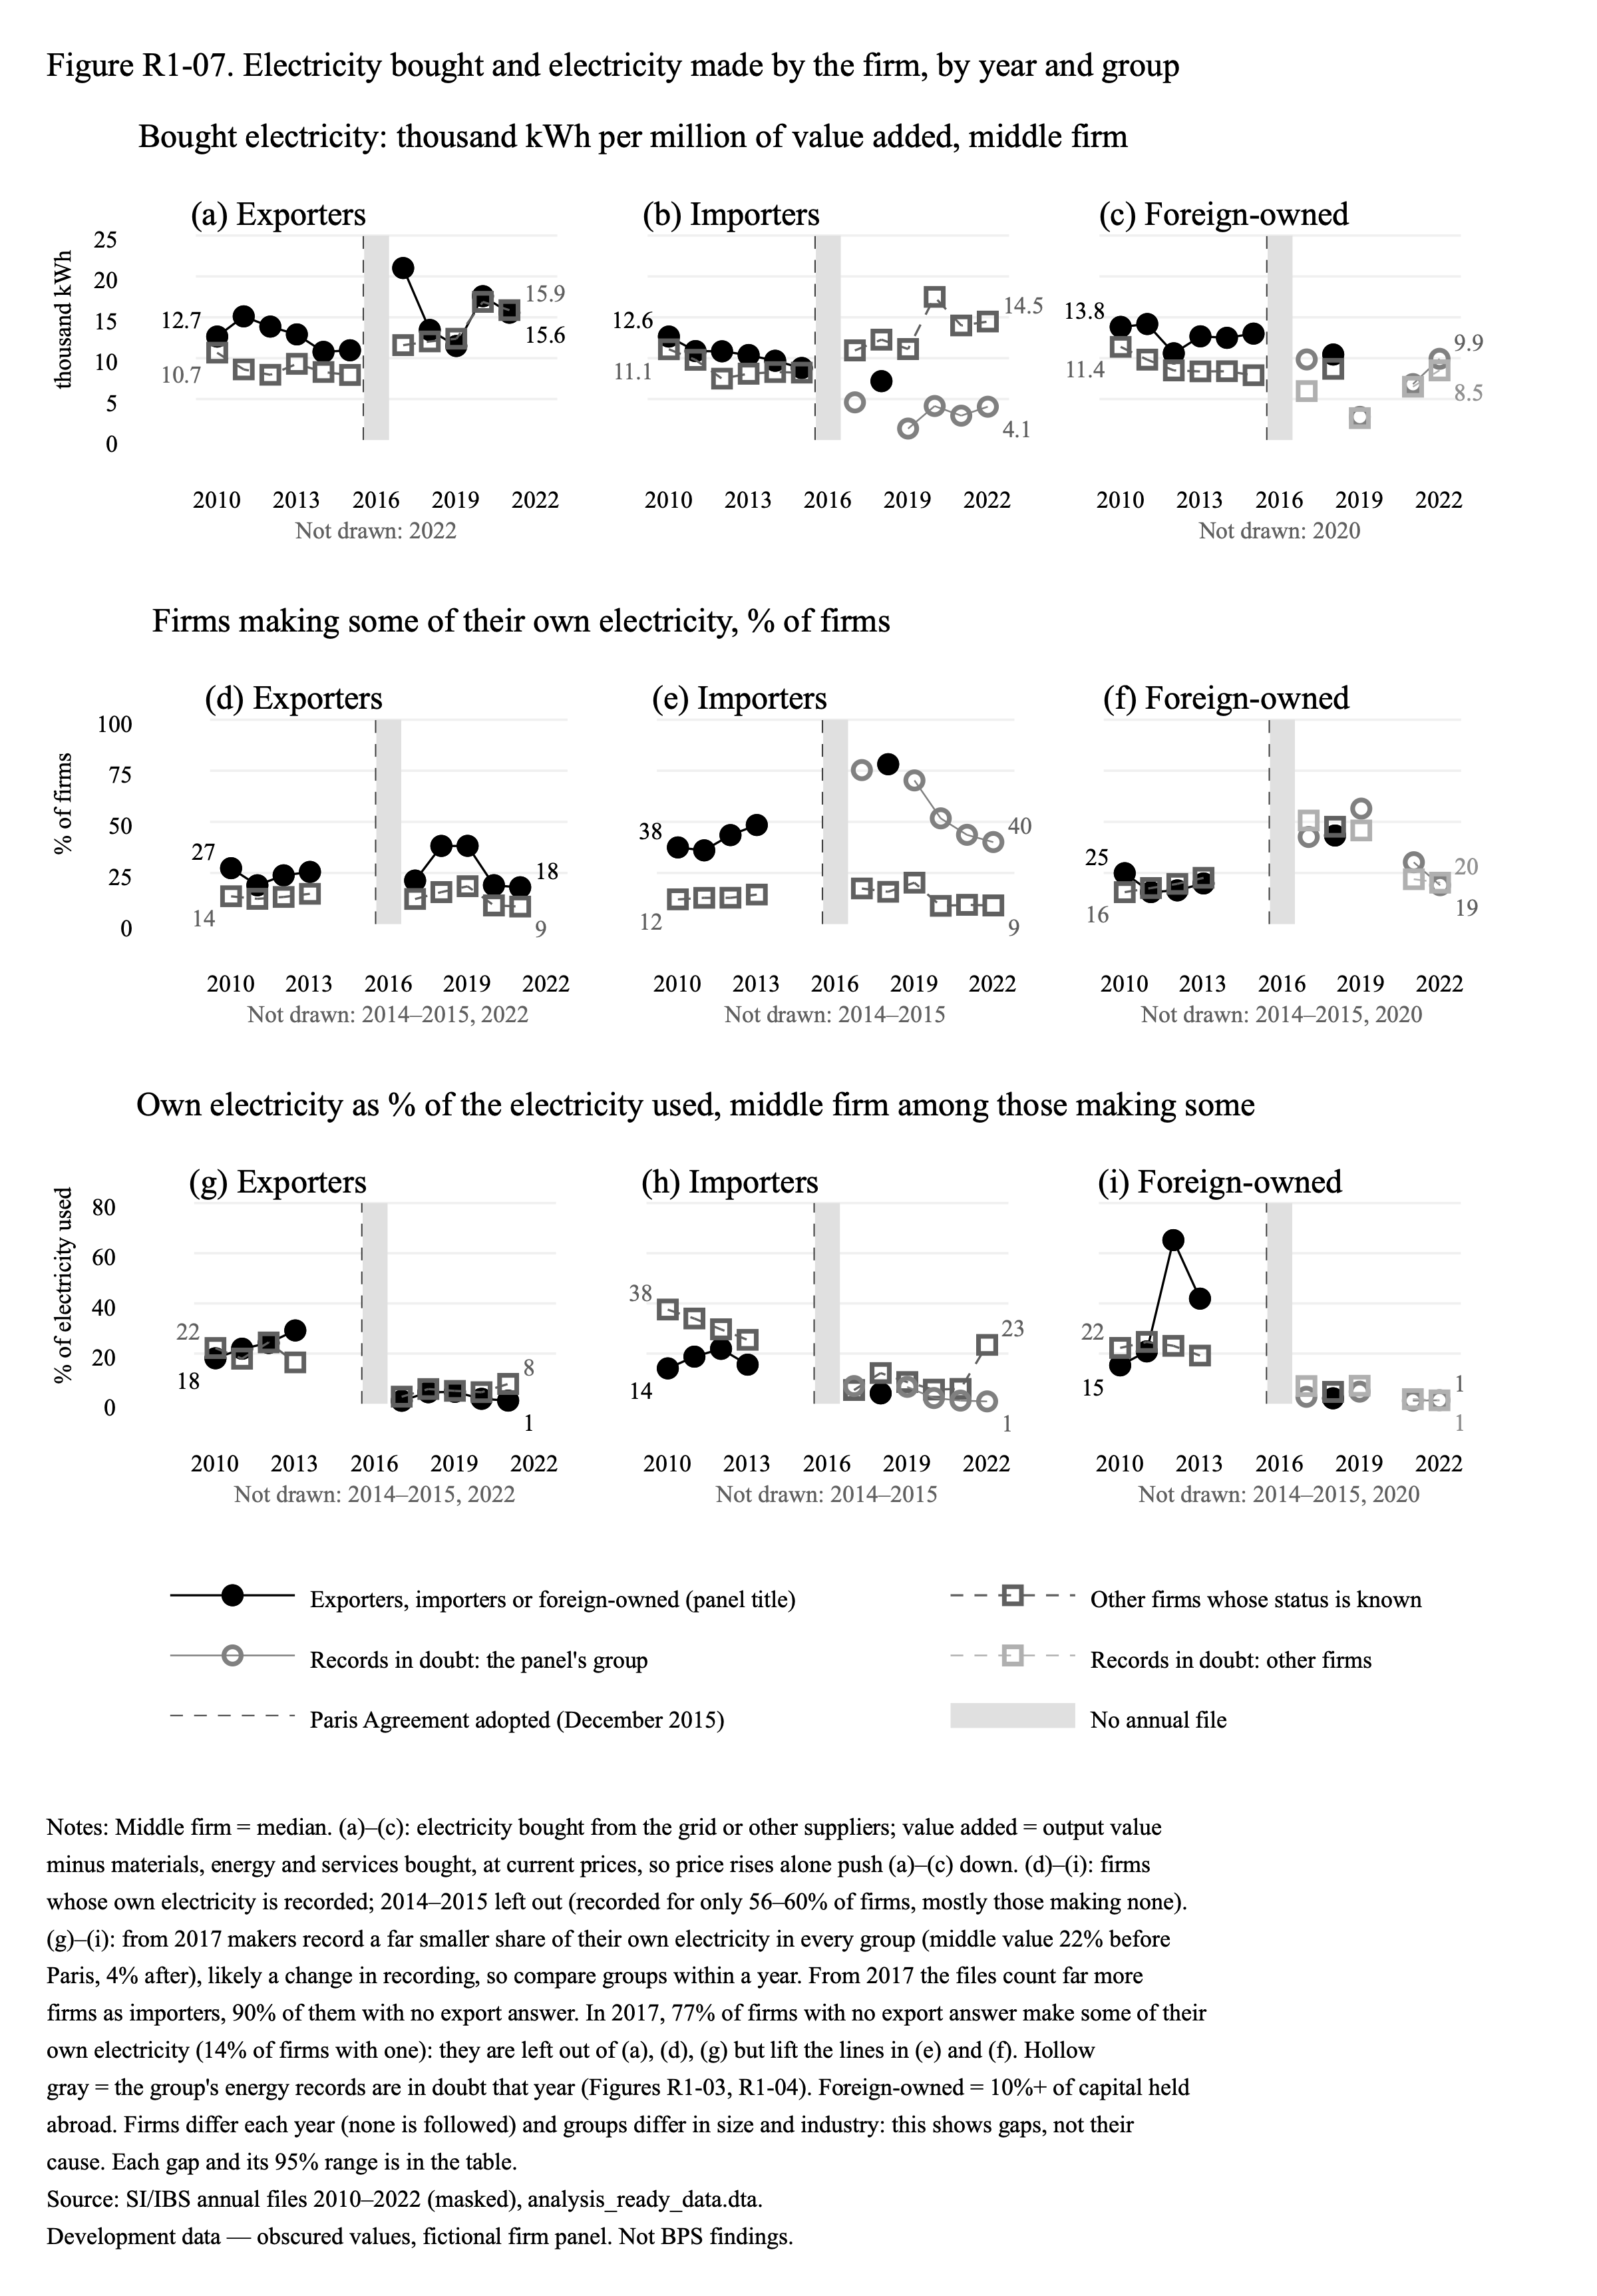 Figure R1-07. Electricity bought and electricity made by the firm, by year and group
Bought electricity: thousand kWh per million of value added, middle firm
(a) Exporters
(b) Importers
(c) Foreign-owned
thousand kWh
25
20
15
10
5
0
12.7
10.7
15.9
15.6
12.6
11.1
14.5
4.1
13.8
11.4
9.9
8.5
2010 2013 2016 2019 2022
2010 2013 2016 2019 2022
2010 2013 2016 2019 2022
Not drawn: 2022
Not drawn: 2020
Firms making some of their own electricity, % of firms
(d) Exporters
(e) Importers
(f) Foreign-owned
% of firms
100
75
50
25
0
27
14
18
9
38
12
40
9
25
16
20
19
2010 2013 2016 2019 2022
2010 2013 2016 2019 2022
2010 2013 2016 2019 2022
Not drawn: 2014–2015, 2022
Not drawn: 2014–2015
Not drawn: 2014–2015, 2020
Own electricity as % of the electricity used, middle firm among those making some
(g) Exporters
(h) Importers
(i) Foreign-owned
% of electricity used
80
60
40
20
0
22
18
8
1
38
14
23
1
22
15
1
1
2010 2013 2016 2019 2022
2010 2013 2016 2019 2022
2010 2013 2016 2019 2022
Not drawn: 2014–2015, 2022
Not drawn: 2014–2015
Not drawn: 2014–2015, 2020
Exporters, importers or foreign-owned (panel title)
Other firms whose status is known
Records in doubt: the panel's group
Records in doubt: other firms
Paris Agreement adopted (December 2015)
No annual file
Notes: Middle firm = median. (a)–(c): electricity bought from the grid or other suppliers; value added = output value
minus materials, energy and services bought, at current prices, so price rises alone push (a)–(c) down. (d)–(i): firms
whose own electricity is recorded; 2014–2015 left out (recorded for only 56–60% of firms, mostly those making none).
(g)–(i): from 2017 makers record a far smaller share of their own electricity in every group (middle value 22% before
Paris, 4% after), likely a change in recording, so compare groups within a year. From 2017 the files count far more
firms as importers, 90% of them with no export answer. In 2017, 77% of firms with no export answer make some of their
own electricity (14% of firms with one): they are left out of (a), (d), (g) but lift the lines in (e) and (f). Hollow
gray = the group's energy records are in doubt that year (Figures R1-03, R1-04). Foreign-owned = 10%+ of capital held
abroad. Firms differ each year (none is followed) and groups differ in size and industry: this shows gaps, not their
cause. Each gap and its 95% range is in the table.
Source: SI/IBS annual files 2010–2022 (masked), analysis_ready_data.dta.
Development data — obscured values, fictional firm panel. Not BPS findings.